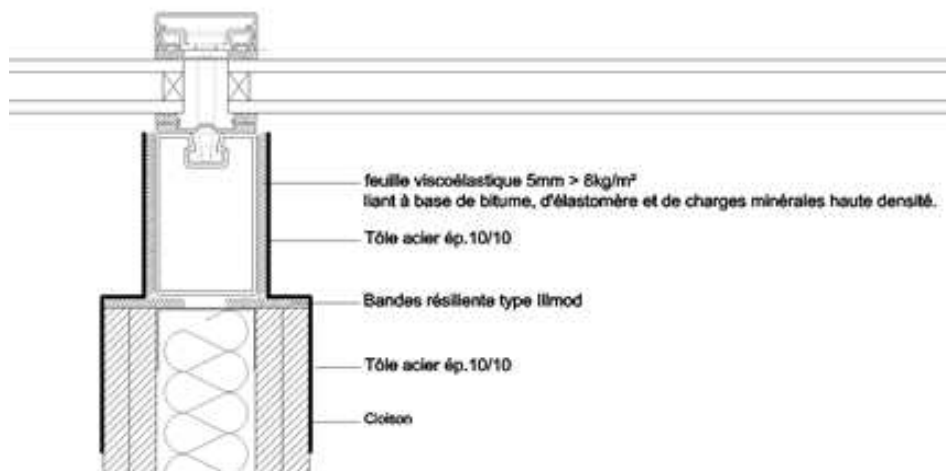 feuille viscoélastique 5mm > 8kg/m²
liant à base de bitume, d'élastomère et de charges minérales haute densité.
Tôle acier ép.10/10
Bandes résiliente type Illmod
Tôle acier ép.10/10
Cloison